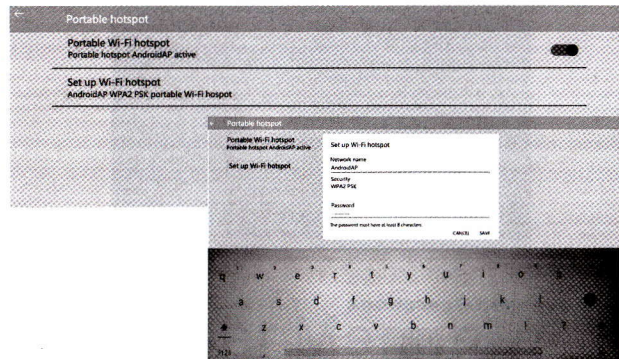 Portable hotspot
Portable Wi-Fi hotspot
Portable hotspot AndroidAP active
Set up Wi-Fi hotspot
AndroidAP WPA2 PSK portable Wi-Fi hospot
Portable hotspot
Portable Wi-Fi hotspot
Portable hotspot AndroidAP active
Set up Wi-Fi hotspot
Set up Wi-Fi hotspot
Network name
AndroidAP
Security
WPA2 PSK
Password
The password must have at least 8 characters.
CANCEL SAVE
q w e r t y u i o
a s d f g h j k l
z x c v b n m ! ?